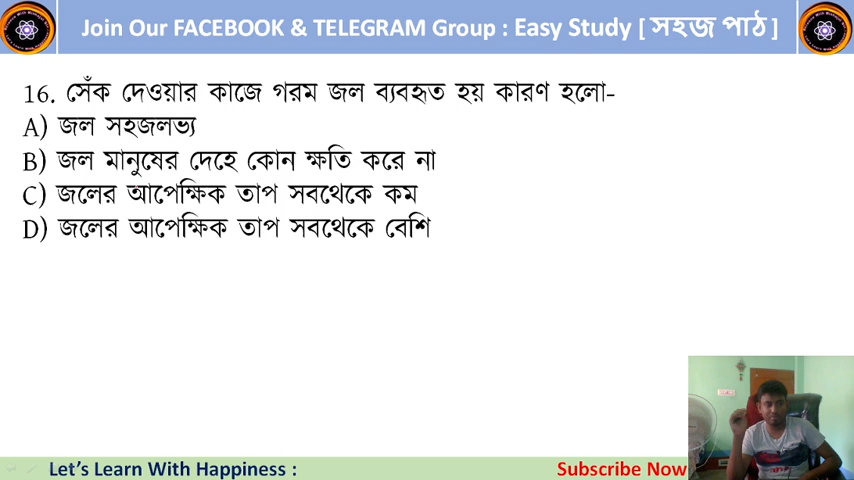 Join Our FACEBOOK & TELEGRAM Group : Easy Study [ সহজ পাঠ ]
16. সেঁক দেওয়ার কাজে গরম জল ব্যবহৃত হয় কারণ হলো-
A) জল সহজলভ্য
B) জল মানুষের দেহে কোন ক্ষতি করে না
C) জলের আপেক্ষিক তাপ সবথেকে কম
D) জলের আপেক্ষিক তাপ সবথেকে বেশি
Let's Learn With Happiness :
Subscribe Now